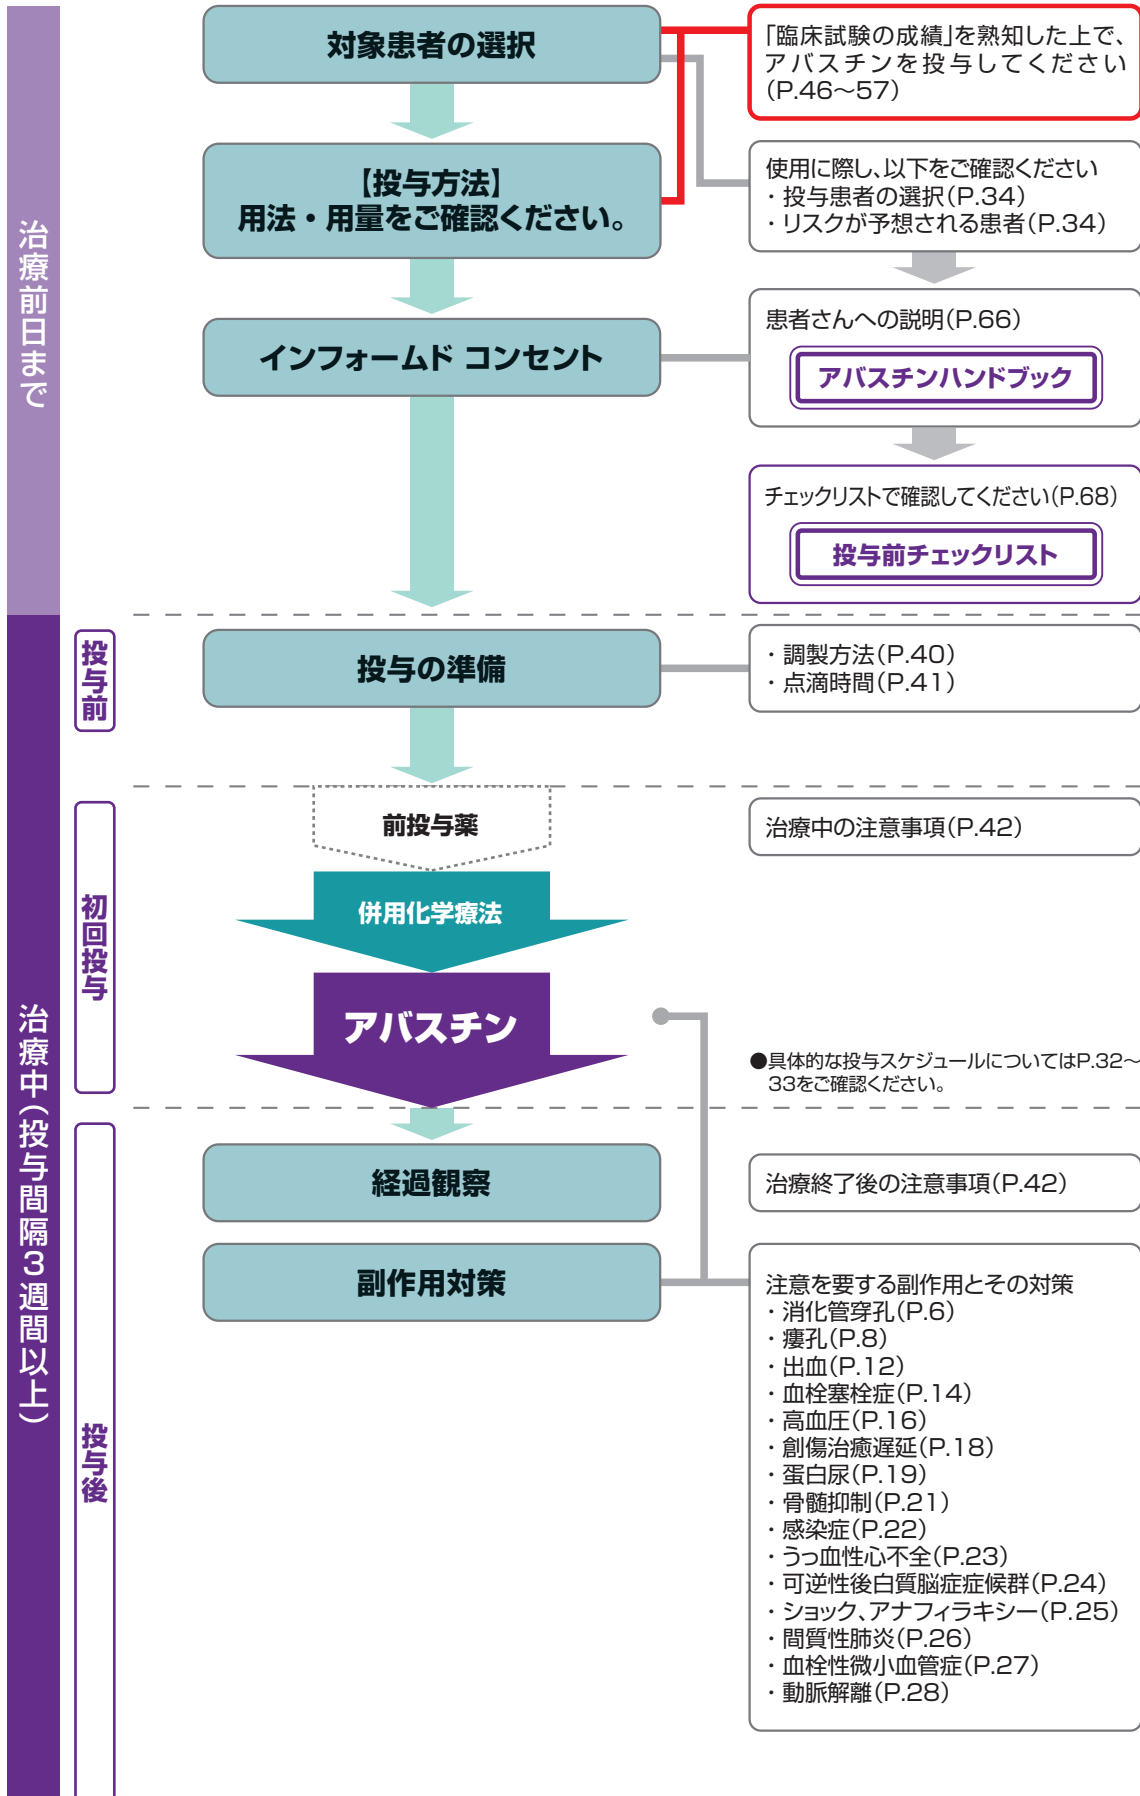 治療前日まで
対象患者の選択
「臨床試験の成績」を熟知した上で、
アバスチンを投与してください
(P.46〜57)
【投与方法】
用法・用量をご確認ください。
使用に際し、以下をご確認ください
・投与患者の選択(P.34)
・リスクが予想される患者(P.34)
インフォームド コンセント
患者さんへの説明(P.66)
アバスチンハンドブック
チェックリストで確認してください(P.68)
投与前チェックリスト
治療中(投与間隔3週間以上)
投与前
投与の準備
・調製方法(P.40)
・点滴時間(P.41)
初回投与
前投与薬
治療中の注意事項(P.42)
併用化学療法
アバスチン
●具体的な投与スケジュールについてはP.32〜
33をご確認ください。
投与後
経過観察
治療終了後の注意事項(P.42)
副作用対策
注意を要する副作用とその対策
・消化管穿孔(P.6)
・瘻孔(P.8)
・出血(P.12)
・血栓塞栓症(P.14)
・高血圧(P.16)
・創傷治癒遅延(P.18)
・蛋白尿(P.19)
・骨髄抑制(P.21)
・感染症(P.22)
・うっ血性心不全(P.23)
・可逆性後白質脳症症候群(P.24)
・ショック、アナフィラキシー(P.25)
・間質性肺炎(P.26)
・血栓性微小血管症(P.27)
・動脈解離(P.28)